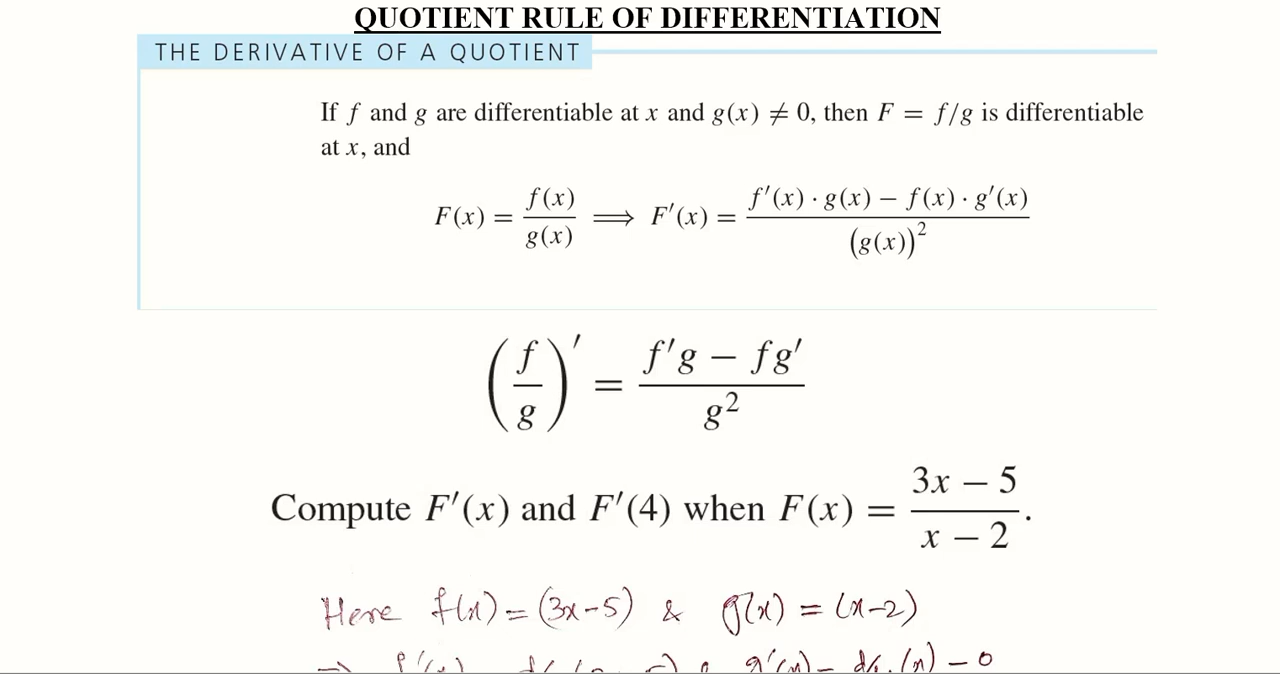 QUOTIENT RULE OF DIFFERENTIATION
THE DERIVATIVE OF A QUOTIENT
If f and g are differentiable at x and g(x) ≠ 0, then F = f/g is differentiable
at x, and
F(x) = f(x)/g(x) ⟹ F′(x) = (f′(x) · g(x) − f(x) · g′(x))/(g(x))²
(f/g)′ = (f′g − fg′)/g²
Compute F′(x) and F′(4) when F(x) = (3x − 5)/(x − 2).
Here f(x) = (3x-5) & g(x) = (x-2)